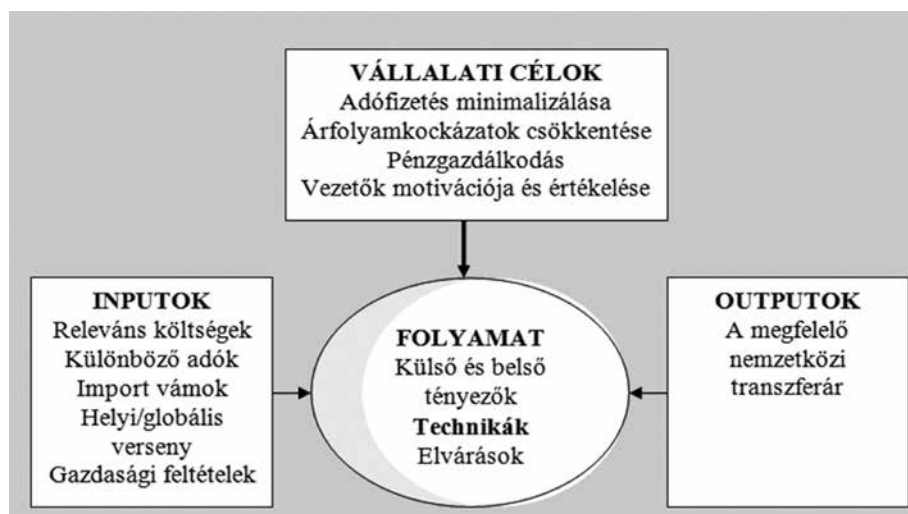 VÁLLALATI CÉLOK
Adófizetés minimalizálása
Árfolyamkockázatok csökkentése
Pénzgazdálkodás
Vezetők motivációja és értékelése
INPUTOK
Releváns költségek
Különböző adók
Import vámok
Helyi/globális
verseny
Gazdasági feltételek
FOLYAMAT
Külső és belső
tényezők
Technikák
Elvárások
OUTPUTOK
A megfelelő
nemzetközi
transzferár